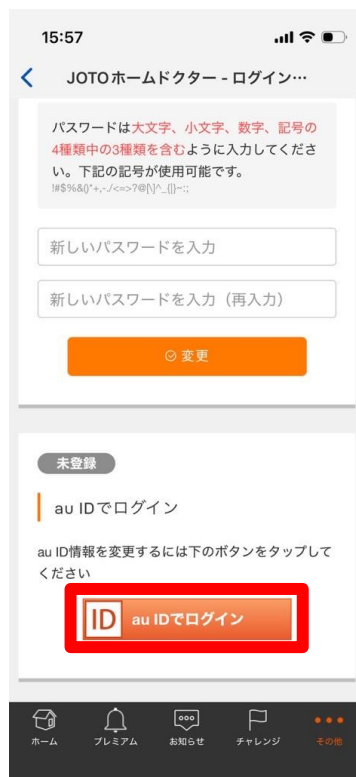 15:57
JOTOホームドクター - ログイン…
パスワードは大文字、小文字、数字、記号の
4種類中の3種類を含むように入力してくださ
い。下記の記号が使用可能です。
新しいパスワードを入力
新しいパスワードを入力（再入力）
変更
未登録
au IDでログイン
au ID情報を変更するには下のボタンをタップして
ください
ID au IDでログイン
ホーム プレミアム お知らせ チャレンジ その他